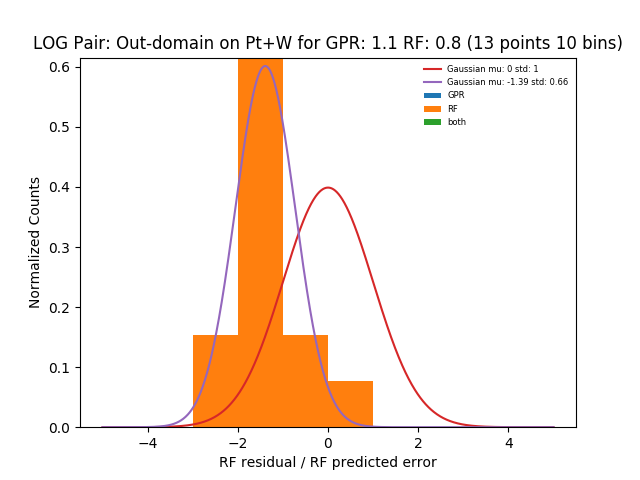 LOG Pair: Out-domain on Pt+W for GPR: 1.1 RF: 0.8 (13 points 10 bins)
Gaussian mu: 0 std: 1
Gaussian mu: -1.39 std: 0.66
GPR
RF
both
Normalized Counts
0.6
0.5
0.4
0.3
0.2
0.1
0.0
−4 −2 0 2 4
RF residual / RF predicted error